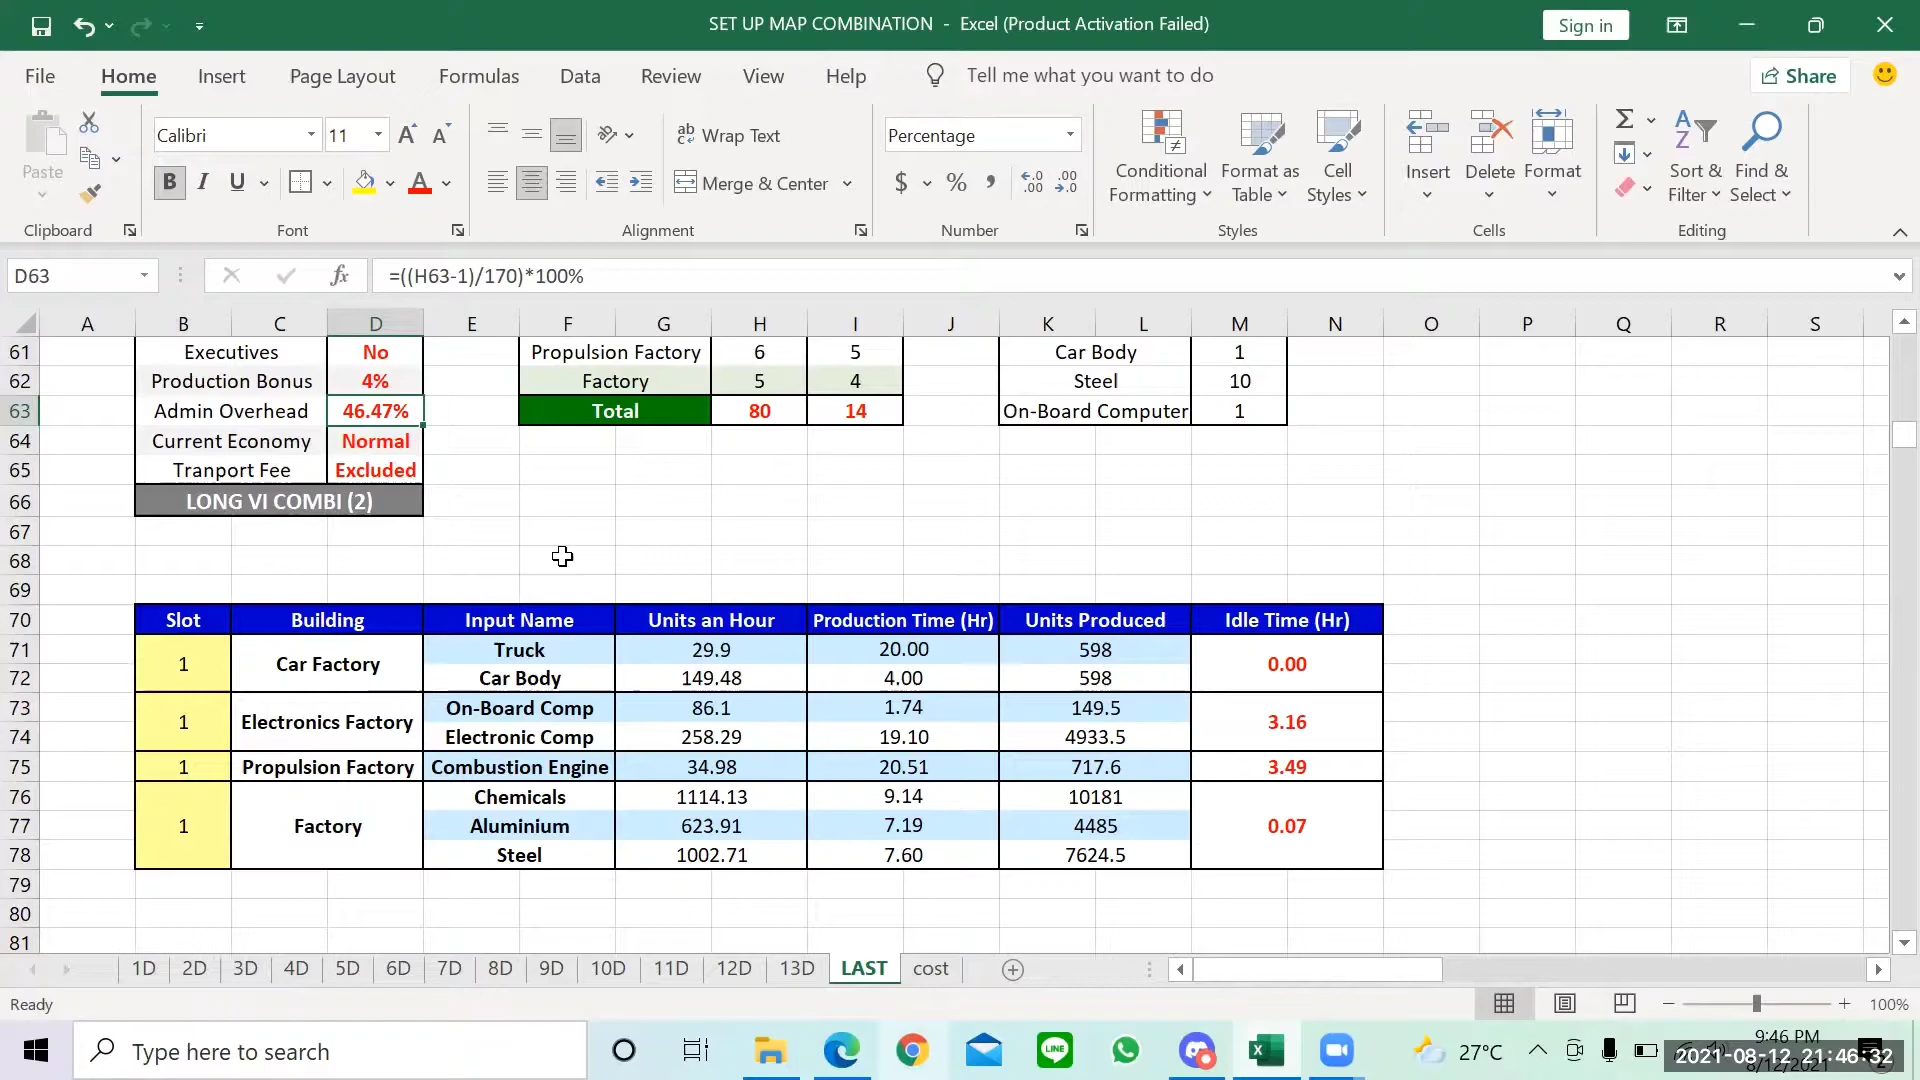 SET UP MAP COMBINATION - Excel (Product Activation Failed)
Sign in
File Home Insert Page Layout Formulas Data Review View Help Tell me what you want to do Share
Calibri 11 Wrap Text Percentage
Paste
B I U Merge & Center $ %
Conditional Formatting
Format as Table
Cell Styles
Insert Delete Format
Sort & Filter
Find & Select
Clipboard Font Alignment Number Styles Cells Editing
D63 fx =((H63-1)/170)*100%
A B C D E F G H I J K L M N O P Q R S
61 Executives No Propulsion Factory 6 5 Car Body 1
62 Production Bonus 4% Factory 5 4 Steel 10
63 Admin Overhead 46.47% Total 80 14 On-Board Computer 1
64 Current Economy Normal
65 Tranport Fee Excluded
66 LONG VI COMBI (2)
67
68
69
70 Slot Building Input Name Units an Hour Production Time (Hr) Units Produced Idle Time (Hr)
71 1 Car Factory Truck 29.9 20.00 598 0.00
72 Car Body 149.48 4.00 598
73 1 Electronics Factory On-Board Comp 86.1 1.74 149.5 3.16
74 Electronic Comp 258.29 19.10 4933.5
75 1 Propulsion Factory Combustion Engine 34.98 20.51 717.6 3.49
76 Chemicals 1114.13 9.14 10181
77 1 Factory Aluminium 623.91 7.19 4485 0.07
78 Steel 1002.71 7.60 7624.5
79
80
81
1D 2D 3D 4D 5D 6D 7D 8D 9D 10D 11D 12D 13D LAST cost
Ready 100%
Type here to search 27°C 9:46 PM
8/12/2021
2021-08-12 21:46:32